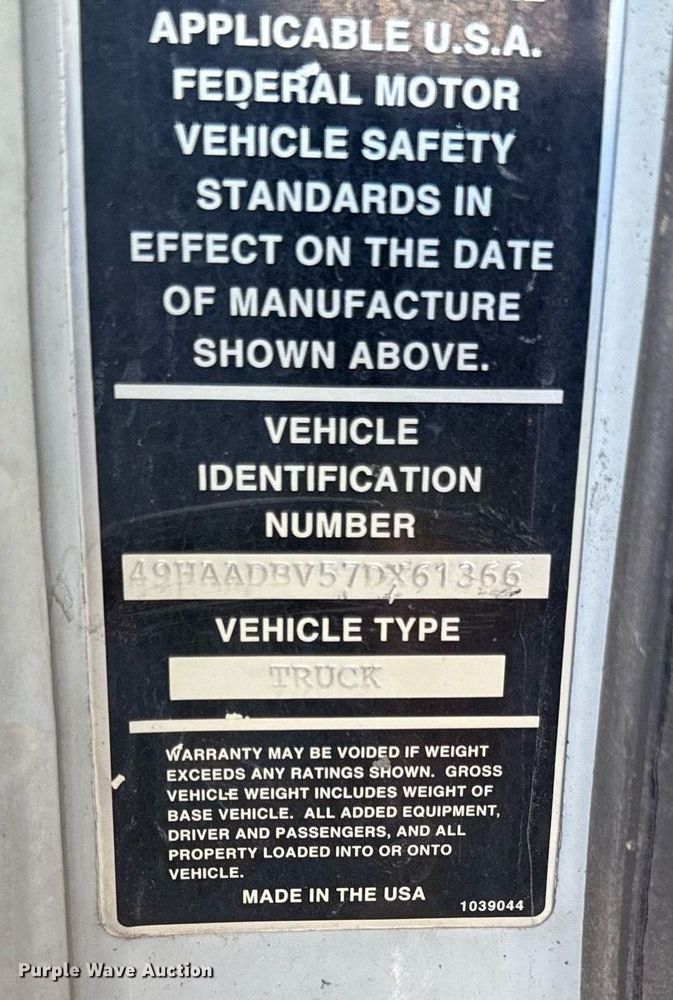 APPLICABLE U.S.A.
FEDERAL MOTOR
VEHICLE SAFETY
STANDARDS IN
EFFECT ON THE DATE
OF MANUFACTURE
SHOWN ABOVE.
VEHICLE
IDENTIFICATION
NUMBER
49HAADBV57DX61366
VEHICLE TYPE
TRUCK
WARRANTY MAY BE VOIDED IF WEIGHT
EXCEEDS ANY RATINGS SHOWN. GROSS
VEHICLE WEIGHT INCLUDES WEIGHT OF
BASE VEHICLE. ALL ADDED EQUIPMENT,
DRIVER AND PASSENGERS, AND ALL
PROPERTY LOADED INTO OR ONTO
VEHICLE.
MADE IN THE USA
1039044
Purple Wave Auction